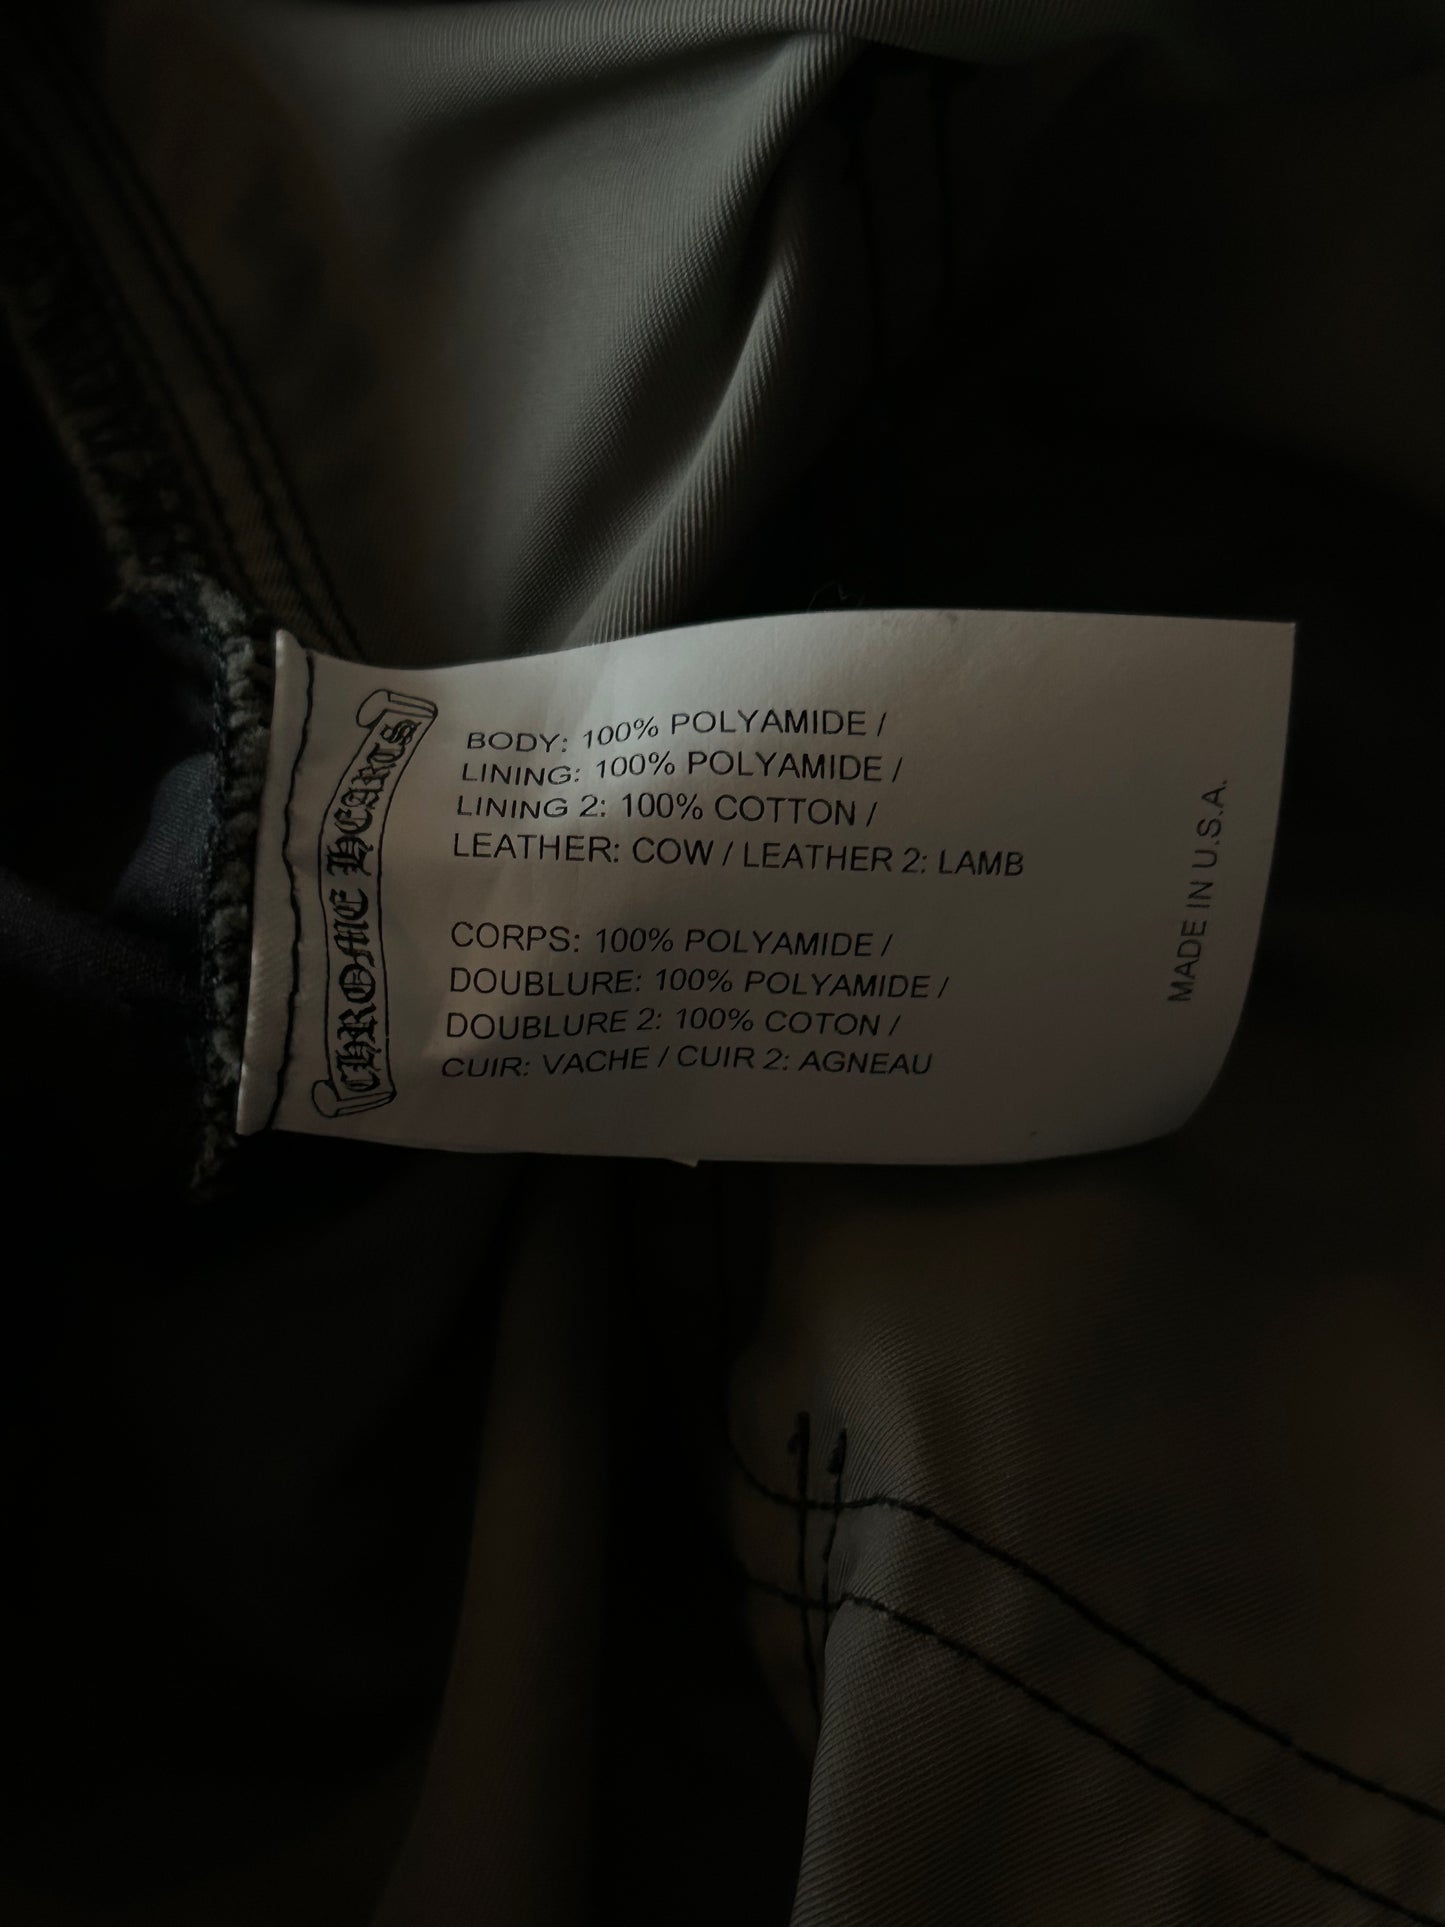 CHROME HEARTS
BODY: 100% POLYAMIDE /
LINING: 100% POLYAMIDE /
LINING 2: 100% COTTON /
LEATHER: COW / LEATHER 2: LAMB
CORPS: 100% POLYAMIDE /
DOUBLURE: 100% POLYAMIDE /
DOUBLURE 2: 100% COTON /
CUIR: VACHE / CUIR 2: AGNEAU
MADE IN U.S.A.